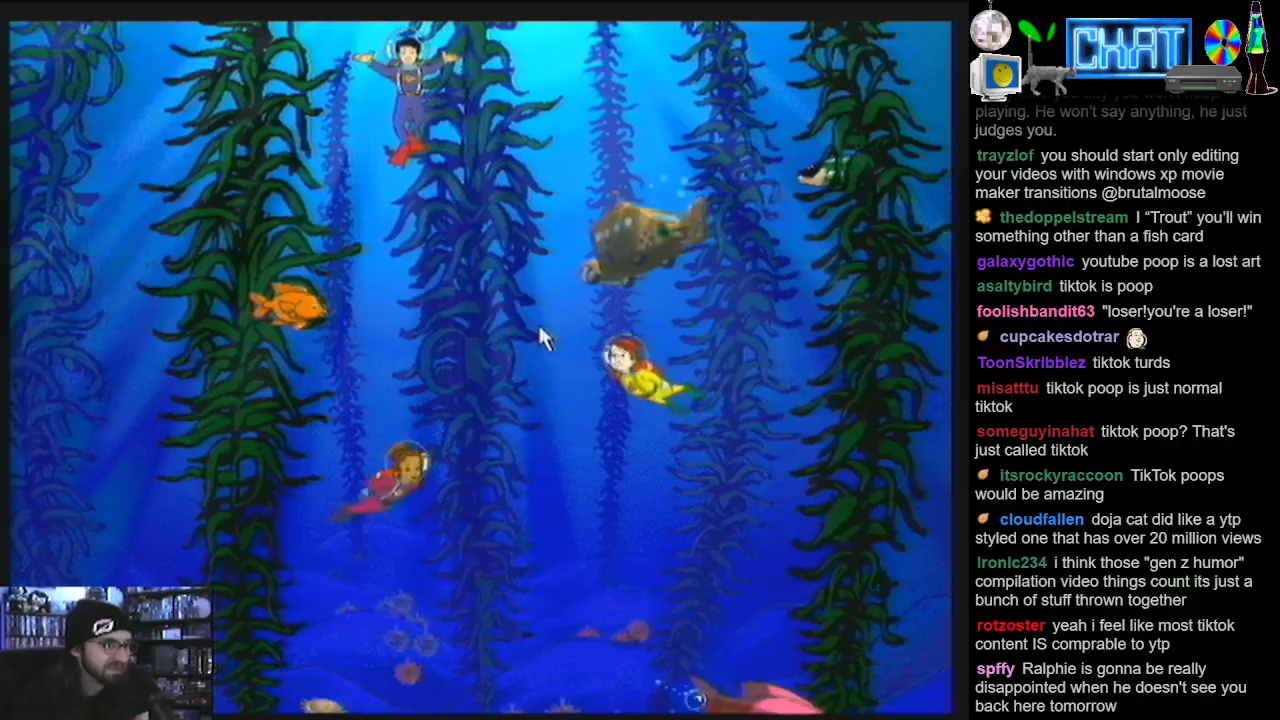 CHAT
playing. He won't say anything, he just
judges you.
trayzlof you should start only editing
your videos with windows xp movie
maker transitions @brutalmoose
thedoppelstream I “Trout” you'll win
something other than a fish card
galaxygothic youtube poop is a lost art
asaltybird tiktok is poop
foolishbandit63 "loser!you're a loser!"
cupcakesdotrar
ToonSkribblez tiktok turds
misatttu tiktok poop is just normal
tiktok
someguyinahat tiktok poop? That's
just called tiktok
itsrockyraccoon TikTok poops
would be amazing
cloudfallen doja cat did like a ytp
styled one that has over 20 million views
Ironic234 i think those "gen z humor"
compilation video things count its just a
bunch of stuff thrown together
rotzoster yeah i feel like most tiktok
content IS comprable to ytp
spffy Ralphie is gonna be really
disappointed when he doesn't see you
back here tomorrow